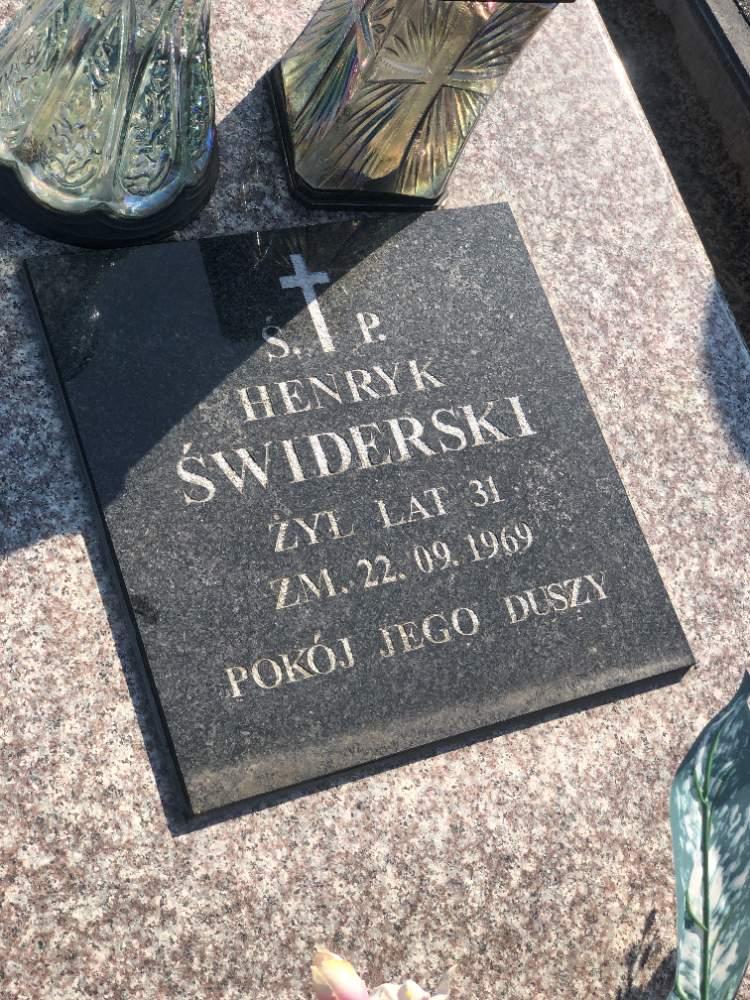 Ś. P.
HENRYK
ŚWIDERSKI
ŻYŁ LAT 31
ZM. 22. 09. 1969
POKÓJ JEGO DUSZY